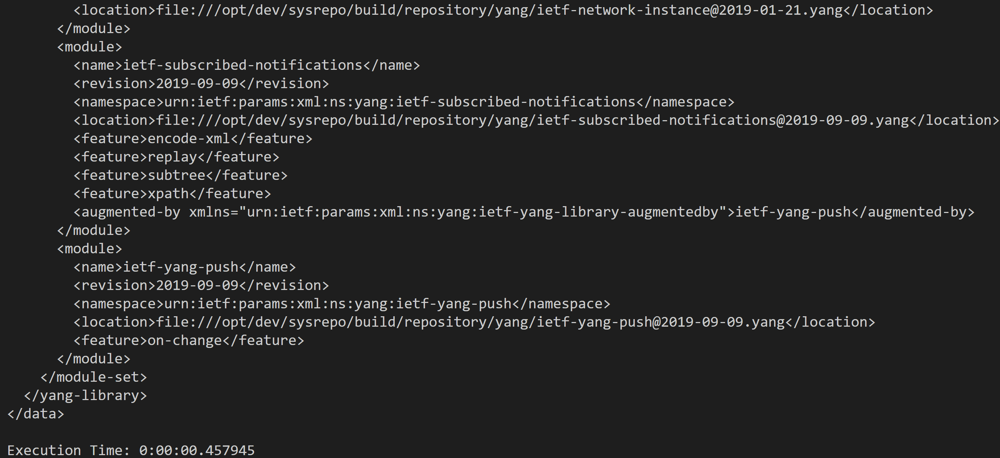 <location>file:///opt/dev/sysrepo/build/repository/yang/ietf-network-instance@2019-01-21.yang</location>
</module>
<module>
<name>ietf-subscribed-notifications</name>
<revision>2019-09-09</revision>
<namespace>urn:ietf:params:xml:ns:yang:ietf-subscribed-notifications</namespace>
<location>file:///opt/dev/sysrepo/build/repository/yang/ietf-subscribed-notifications@2019-09-09.yang</location>
<feature>encode-xml</feature>
<feature>replay</feature>
<feature>subtree</feature>
<feature>xpath</feature>
<augmented-by xmlns="urn:ietf:params:xml:ns:yang:ietf-yang-library-augmentedby">ietf-yang-push</augmented-by>
</module>
<module>
<name>ietf-yang-push</name>
<revision>2019-09-09</revision>
<namespace>urn:ietf:params:xml:ns:yang:ietf-yang-push</namespace>
<location>file:///opt/dev/sysrepo/build/repository/yang/ietf-yang-push@2019-09-09.yang</location>
<feature>on-change</feature>
</module>
</module-set>
</yang-library>
</data>
Execution Time: 0:00:00.457945